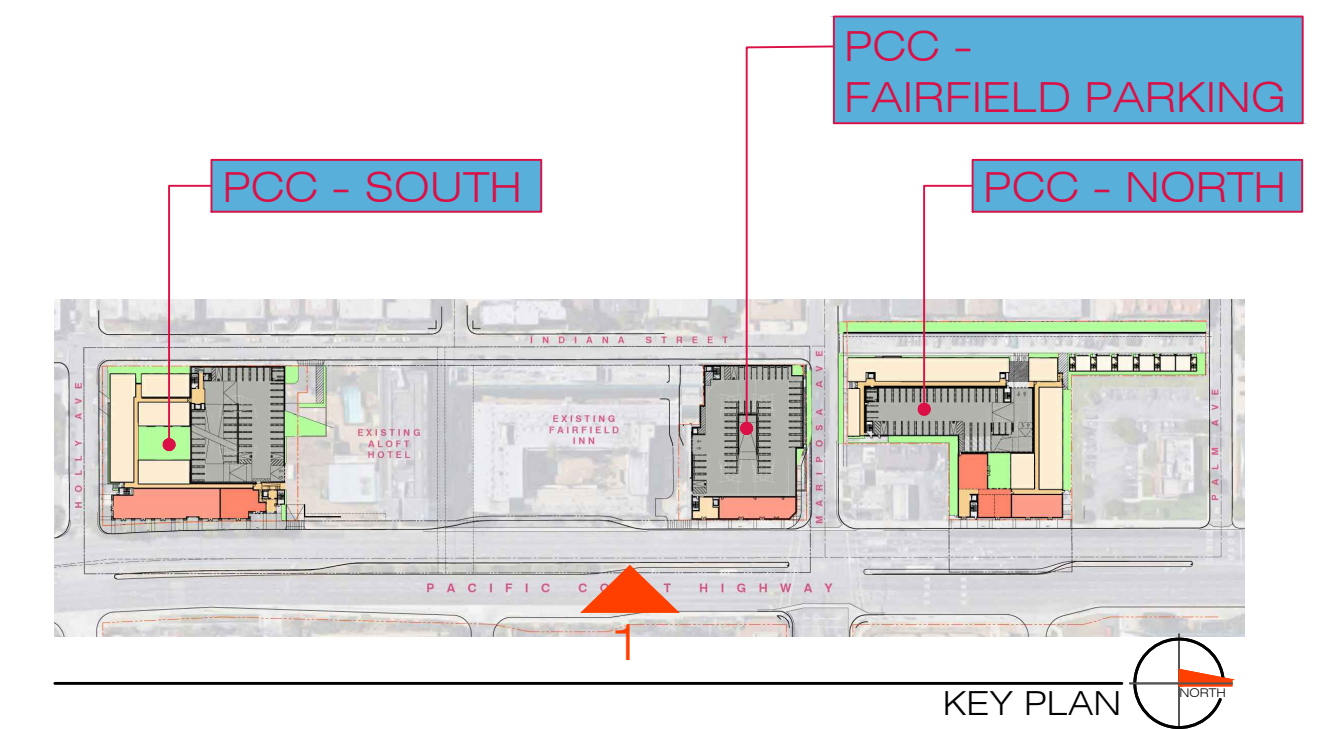 PCC -
FAIRFIELD PARKING
PCC - SOUTH
PCC - NORTH
INDIANA STREET
HOLLY AVE
EXISTING
ALOFT
HOTEL
EXISTING
FAIRFIELD
INN
MARIPOSA AVE
PALM AVE
PACIFIC CO T HIGHWAY
1
KEY PLAN
NORTH